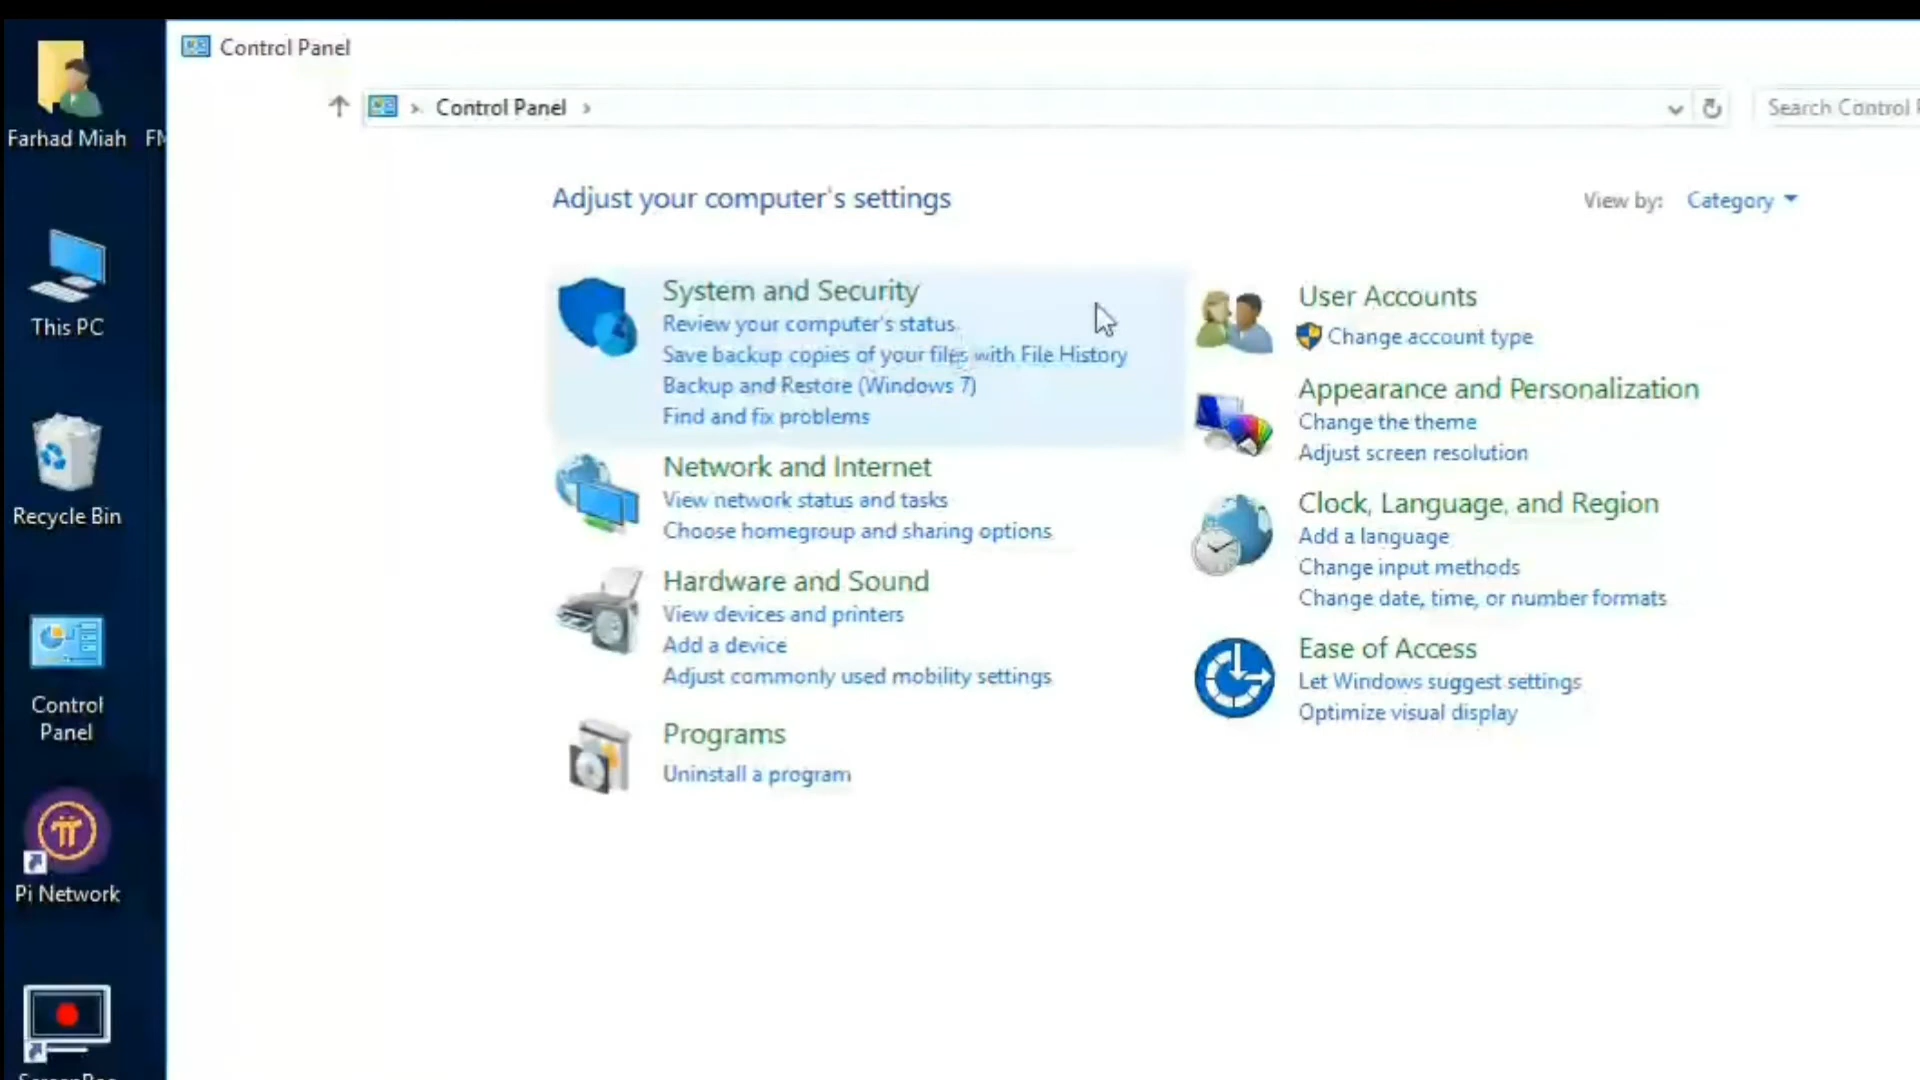 Control Panel
Control Panel
Search Control
Farhad Miah
This PC
Recycle Bin
Control
Panel
Pi Network
Adjust your computer's settings
View by: Category
System and Security
Review your computer's status
Save backup copies of your files with File History
Backup and Restore (Windows 7)
Find and fix problems
Network and Internet
View network status and tasks
Choose homegroup and sharing options
Hardware and Sound
View devices and printers
Add a device
Adjust commonly used mobility settings
Programs
Uninstall a program
User Accounts
Change account type
Appearance and Personalization
Change the theme
Adjust screen resolution
Clock, Language, and Region
Add a language
Change input methods
Change date, time, or number formats
Ease of Access
Let Windows suggest settings
Optimize visual display